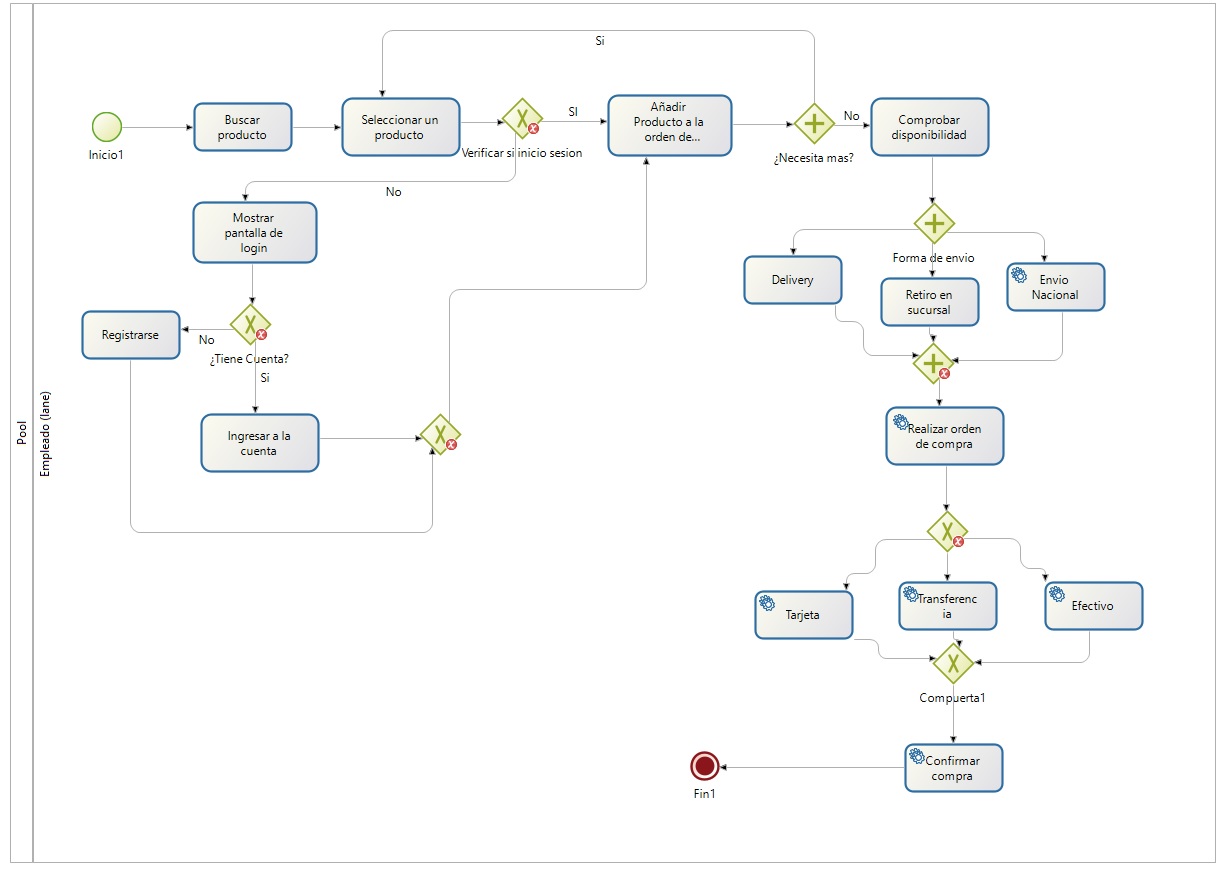 Pool
Empleado (lane)
Si
Inicio1
Buscar
producto
Seleccionar un
producto
Verificar si inicio sesion
SI
No
Añadir
Producto a la
orden de...
¿Necesita mas?
No
Comprobar
disponibilidad
Mostrar
pantalla de
login
¿Tiene Cuenta?
No
Si
Registrarse
Ingresar a la
cuenta
Forma de envio
Delivery
Retiro en
sucursal
Envio
Nacional
Realizar orden
de compra
Tarjeta
Transferenc
ia
Efectivo
Compuerta1
Confirmar
compra
Fin1